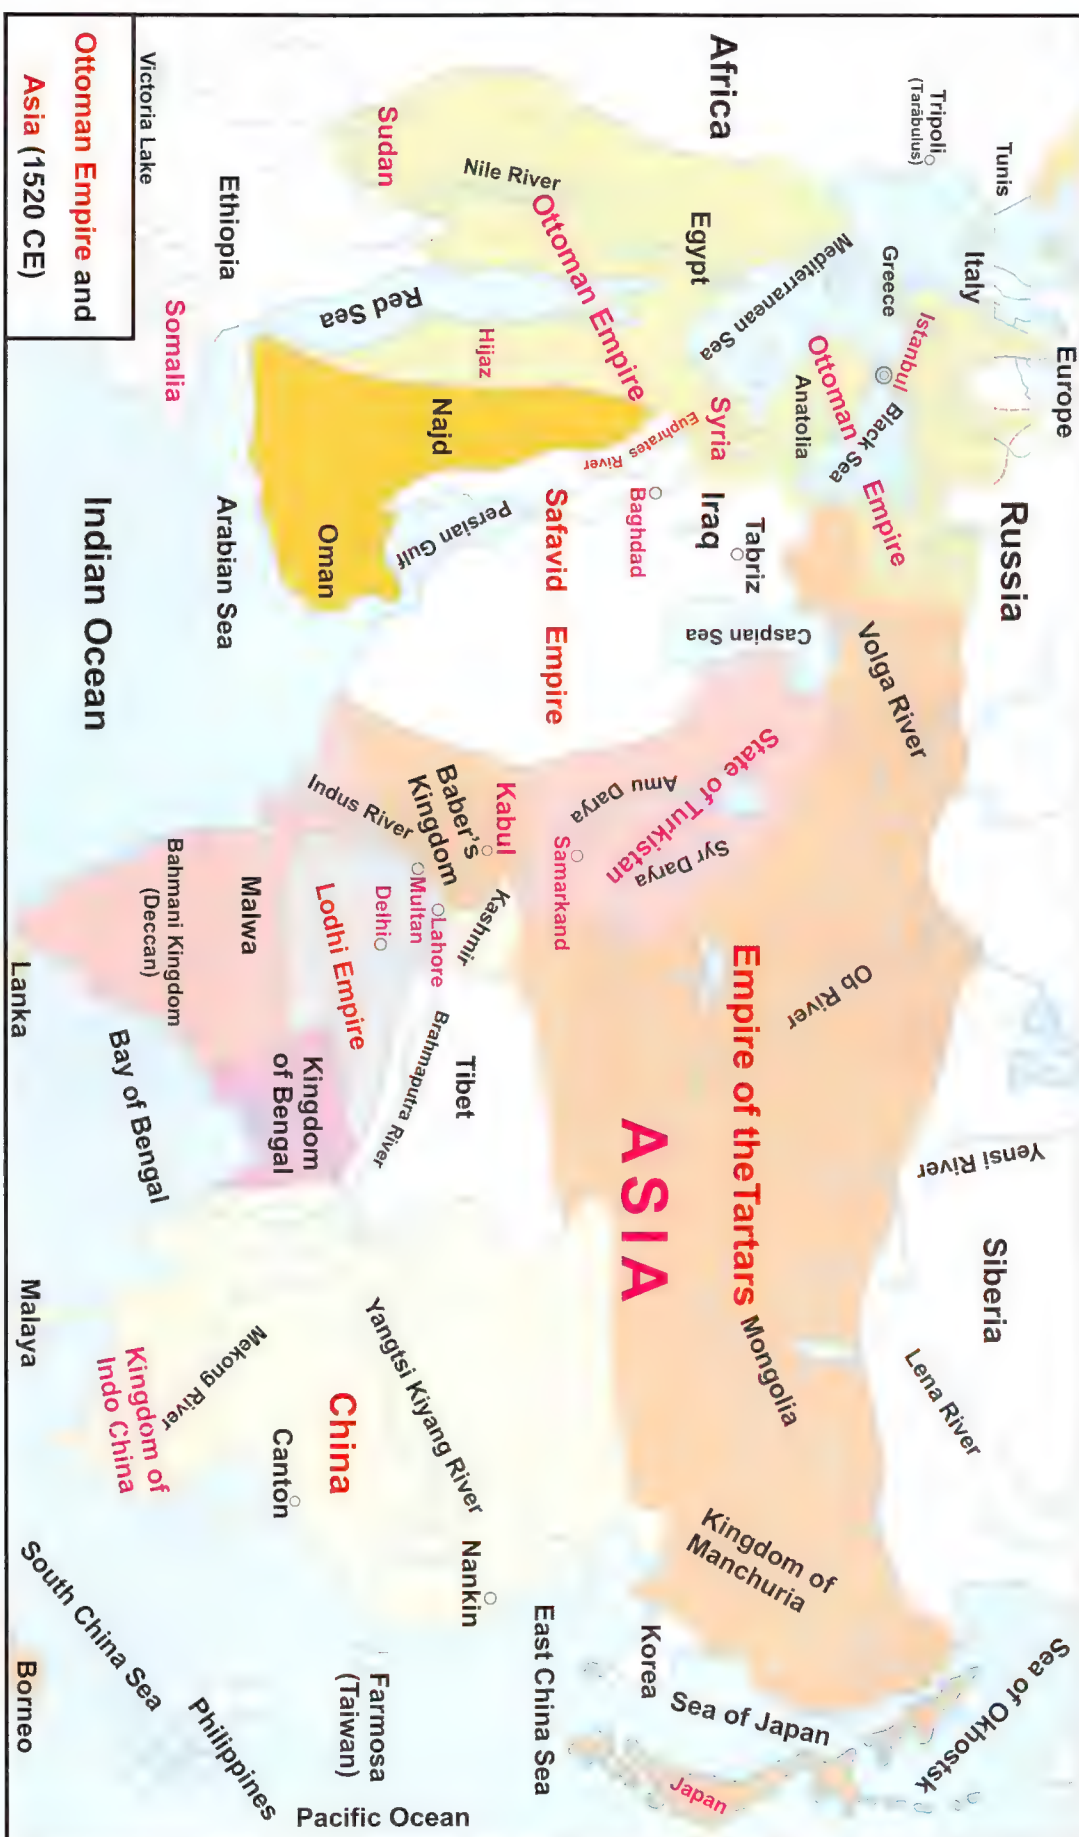 Europe
Russia
Siberia
Sea of Okhostsk
Tunis
Italy
Tripoli
(Tarābulus)
Greece
Istanbul
Black Sea
Ottoman Empire
Anatolia
Mediterranean Sea
Volga River
Ob River
Yensi River
Lena River
Africa
Egypt
Syria
Iraq
Tabriz
Caspian Sea
State of Turkistan
Syr Darya
Amu Darya
Empire of theTartars
Mongolia
Kingdom of
Manchuria
Sea of Japan
Japan
Korea
ASIA
Baghdad
Euphrates River
Ottoman Empire
Nile River
Safavid Empire
Samarkand
Kabul
Baber's
Kingdom
Kashmir
Tibet
East China Sea
Nankin
Sudan
Red Sea
Hijaz
Najd
Persian Gulf
Indus River
Multan
Lahore
Delhi
Brahmaputra River
Yangtsi Kiyang River
China
Farmosa
(Taiwan)
Pacific Ocean
Oman
Lodhi Empire
Kingdom
of Bengal
Canton
Ethiopia
Arabian Sea
Malwa
Mekong River
Philippines
Victoria Lake
Somalia
Bahmani Kingdom
(Deccan)
Bay of Bengal
Kingdom of
Indo China
South China Sea
Indian Ocean
Lanka
Malaya
Borneo
Ottoman Empire and
Asia (1520 CE)